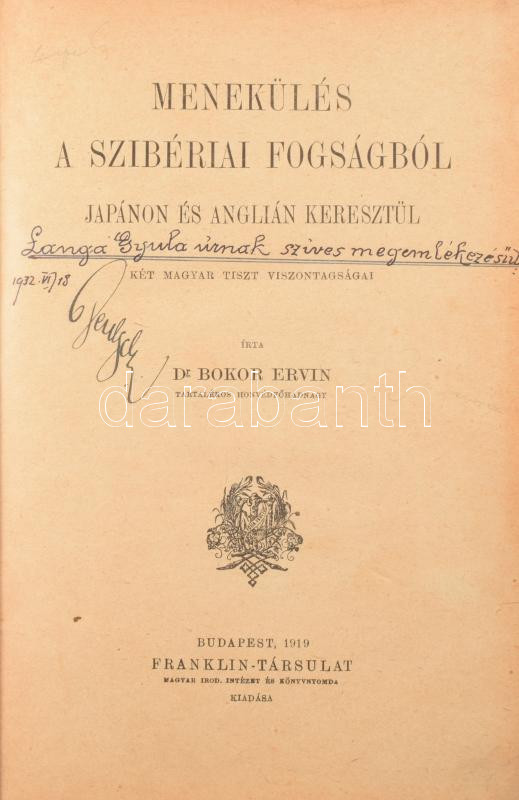 MENEKÜLÉS
A SZIBÉRIAI FOGSÁGBÓL
JAPÁNON ÉS ANGLIÁN KERESZTÜL
Langa Gyula úrnak szives megemlékezésül
KÉT MAGYAR TISZT VISZONTAGSÁGAI
1932. VI/18
ÍRTA
Dr BOKOR ERVIN
TARTALÉKOS HONVÉDFŐHADNAGY
darabanth
BUDAPEST, 1919
FRANKLIN-TÁRSULAT
MAGYAR IROD. INTÉZET ÉS KÖNYVNYOMDA
KIADÁSA